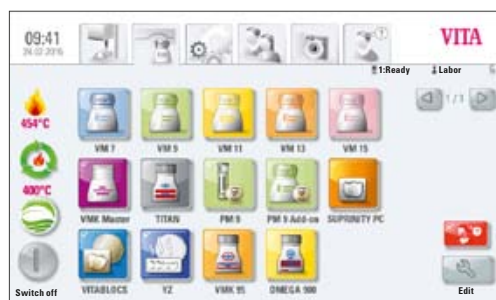 09:41
24.02.2015
VITA
1:Ready
Labor
1/1
454°C
VM 7
VM 9
VM 11
VM 13
VM 15
400°C
VMK Master
TITAN
PM 9
PM 9 Add-on
SUPRINITY PC
Switch off
VITABLOCS
YZ
VMK 95
OMEGA 900
Edit